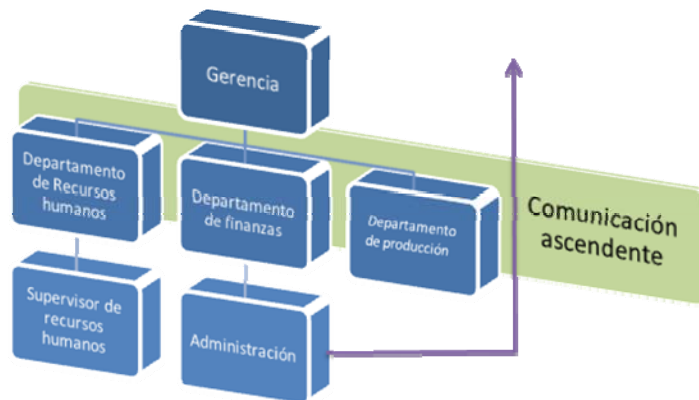 Gerencia
Departamento
de Recursos
humanos
Departamento
de finanzas
Departamento
de producción
Comunicación
ascendente
Supervisor de
recursos
humanos
Administración